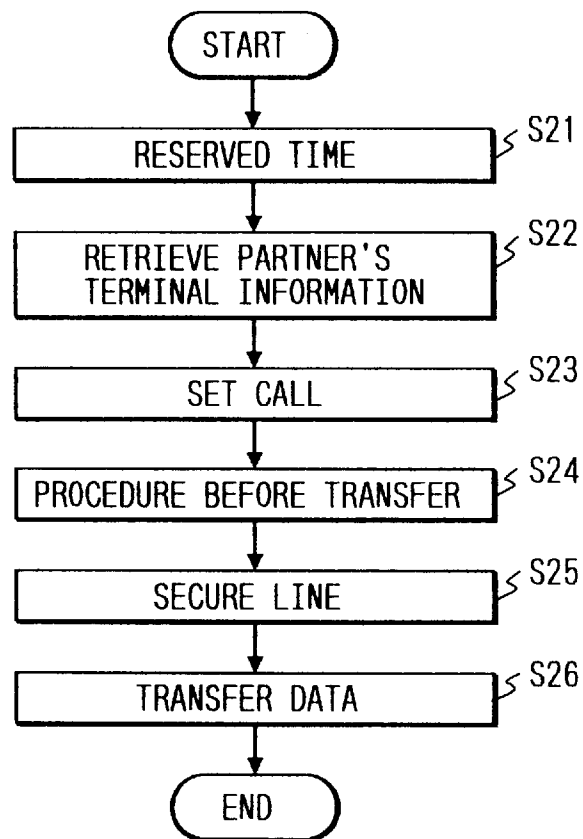 START
S21
RESERVED TIME
S22
RETRIEVE PARTNER'S
TERMINAL INFORMATION
S23
SET CALL
S24
PROCEDURE BEFORE TRANSFER
S25
SECURE LINE
S26
TRANSFER DATA
END